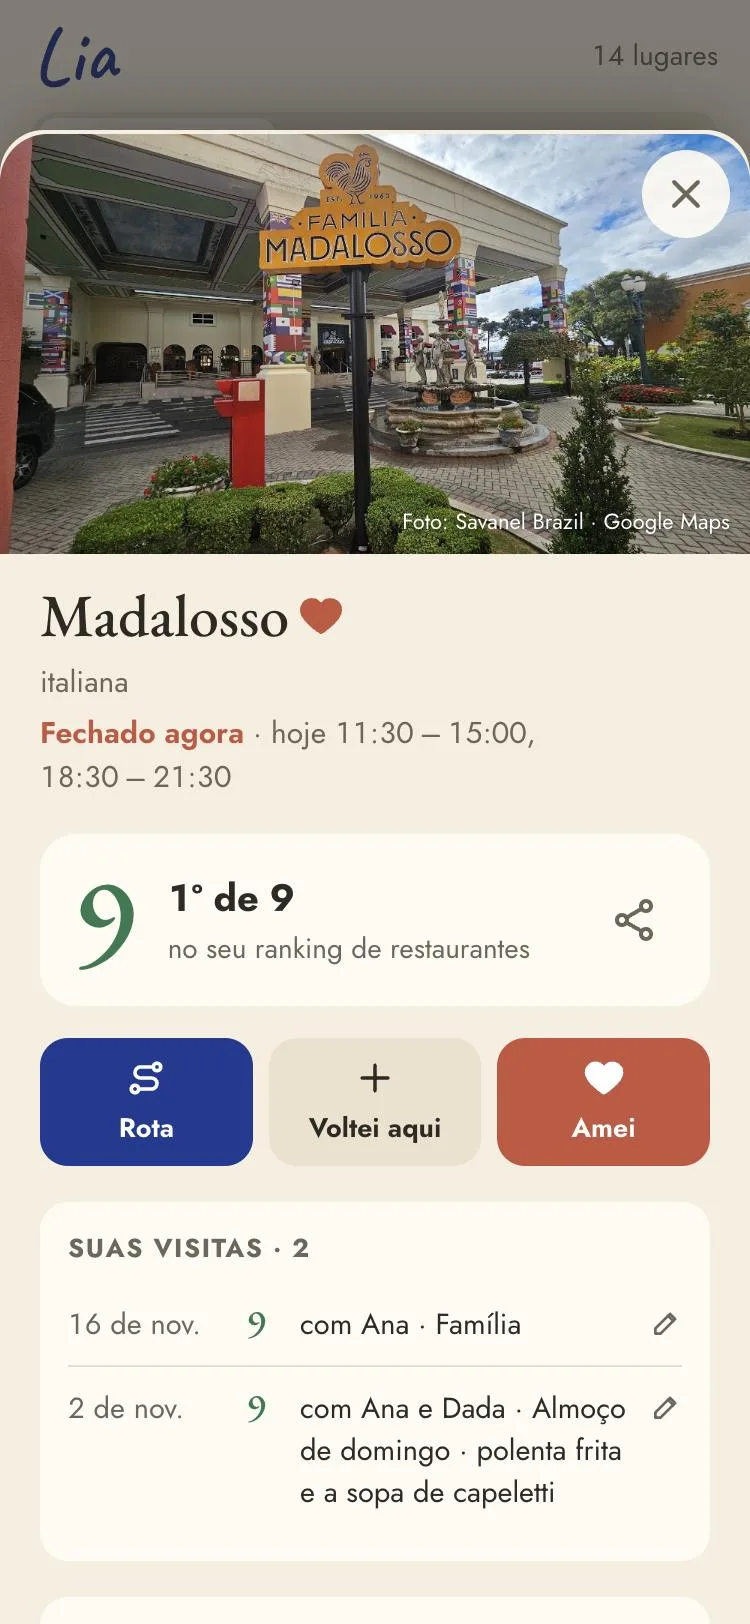 Lia
14 lugares
EST. 1963
FAMILIA
MADALOSSO
Foto: Savanel Brazil · Google Maps
Madalosso
italiana
Fechado agora · hoje 11:30 – 15:00,
18:30 – 21:30
9
1º de 9
no seu ranking de restaurantes
Rota
Voltei aqui
Amei
SUAS VISITAS · 2
16 de nov. 9 com Ana · Família
2 de nov. 9 com Ana e Dada · Almoço
de domingo · polenta frita
e a sopa de capeletti